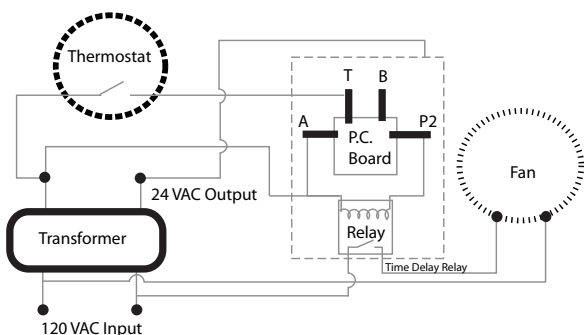 Thermostat
T B
A P2
P.C.
Board
Fan
24 VAC Output
Transformer
Relay
Time Delay Relay
120 VAC Input